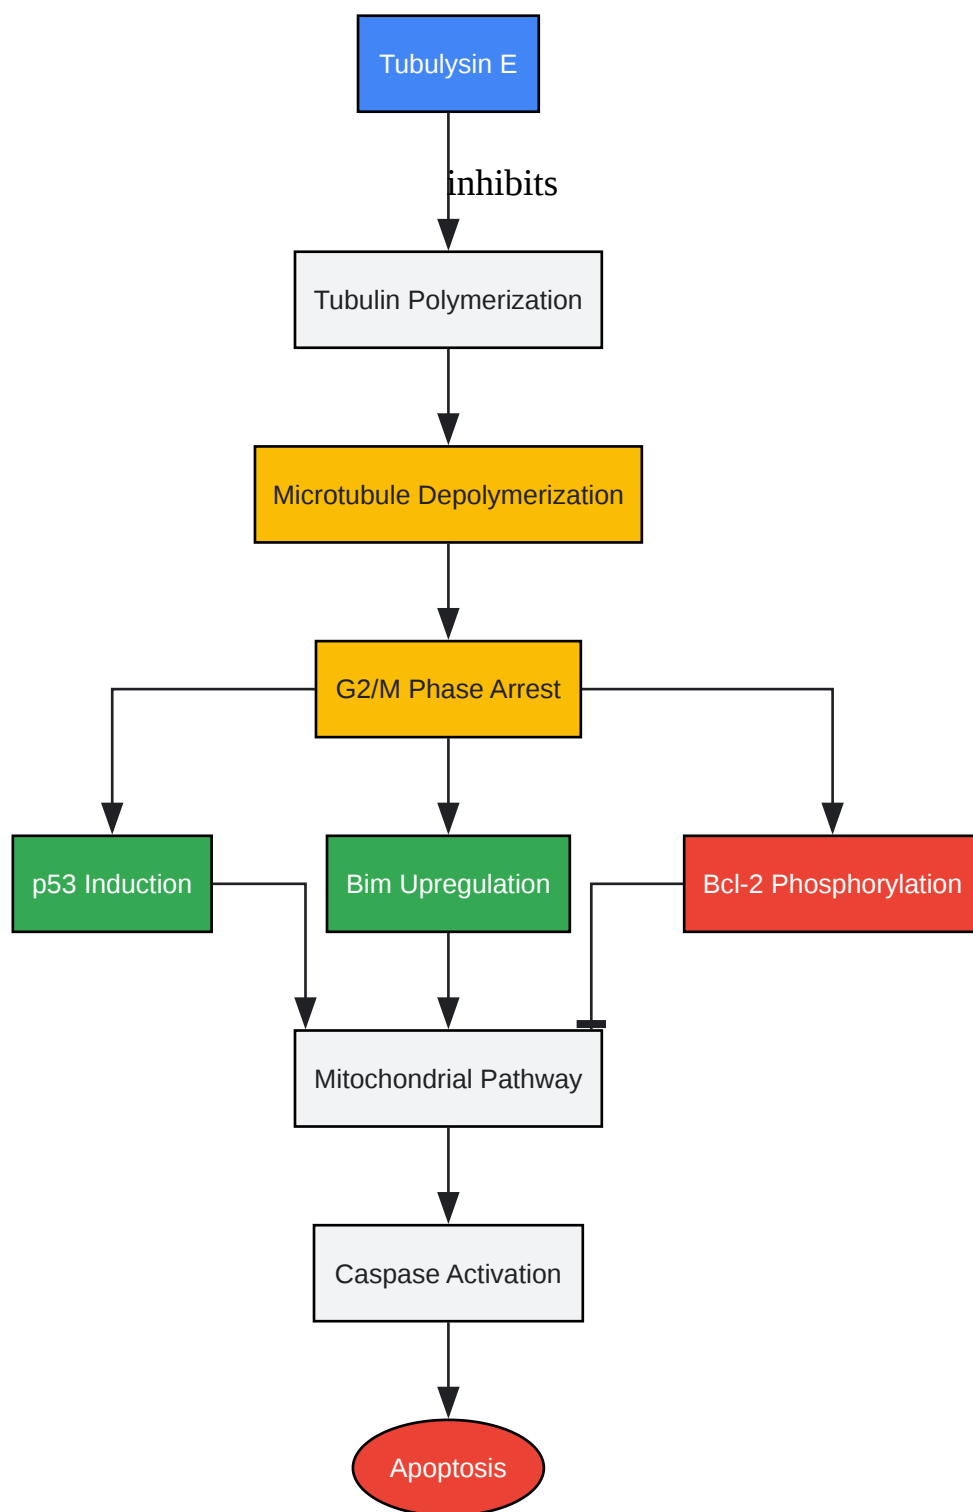 Tubulysin E
inhibits
Tubulin Polymerization
Microtubule Depolymerization
G2/M Phase Arrest
p53 Induction
Bim Upregulation
Bcl-2 Phosphorylation
Mitochondrial Pathway
Caspase Activation
Apoptosis